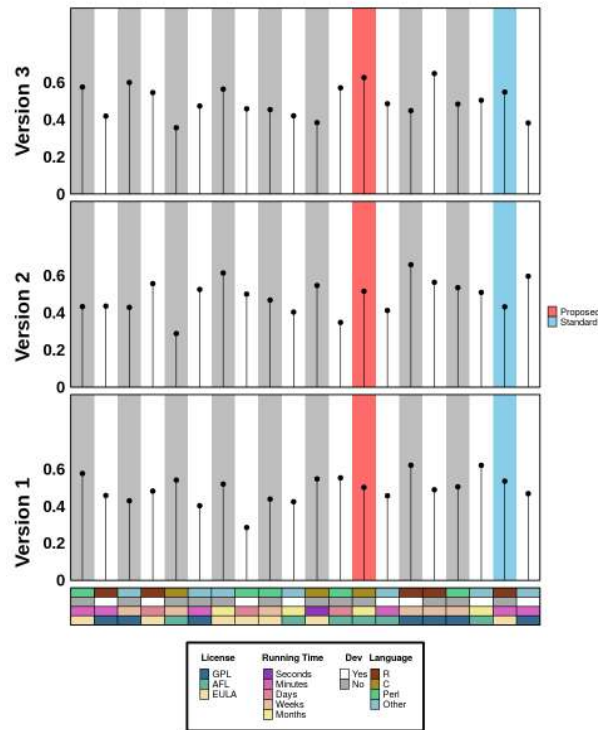 Version 3
0.6
0.4
0.2
0
Version 2
0.6
0.4
0.2
0
Proposed
Standard
Version 1
0.6
0.4
0.2
0
License Running Time Dev Language
GPL Seconds Yes R
AFL Minutes No C
EULA Days Perl
Weeks Other
Months